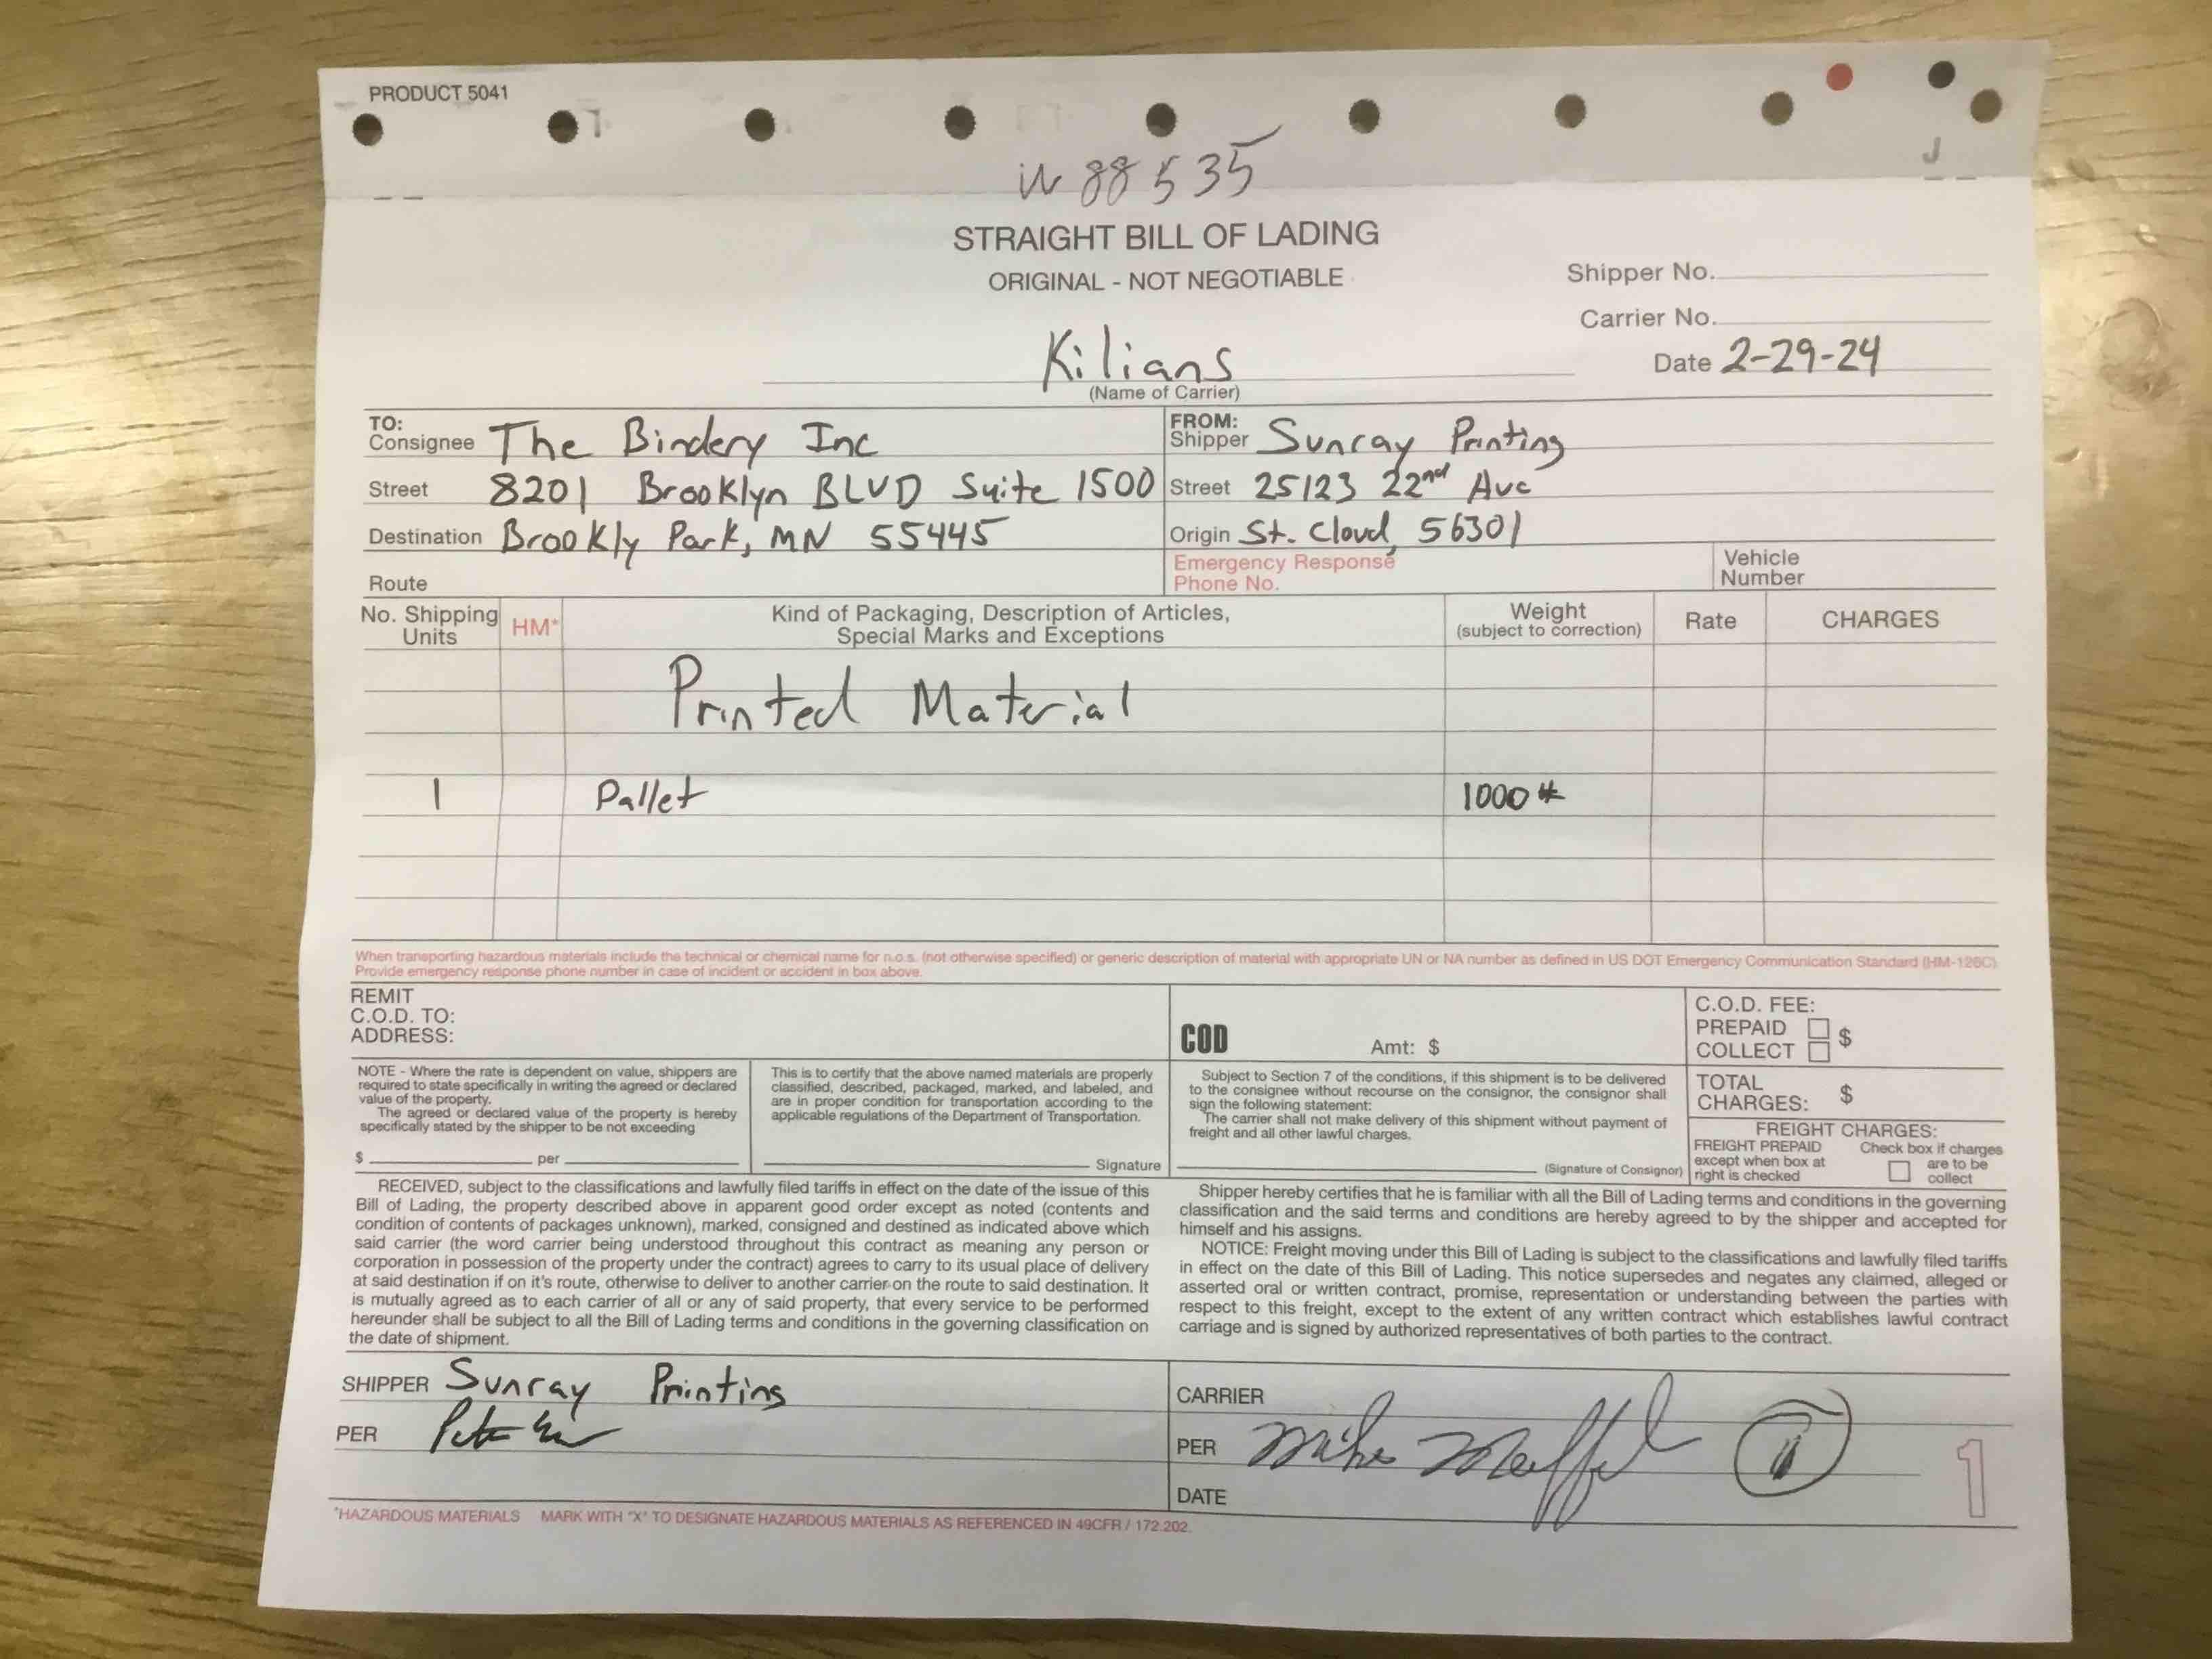 PRODUCT 5041
W 88535
STRAIGHT BILL OF LADING
ORIGINAL - NOT NEGOTIABLE
Shipper No.
Carrier No.
Date 2-29-24
Kilians
(Name of Carrier)
TO:
Consignee The Bindery Inc
Street 8201 Brooklyn BLVD Suite 1500
Destination Brookly Park, MN 55445
Route
FROM:
Shipper Sunray Printing
Street 25123 22nd Ave
Origin St. Cloud, 56301
Emergency Response
Phone No.
Vehicle
Number
No. Shipping
Units
HM*
Kind of Packaging, Description of Articles,
Special Marks and Exceptions
Weight
(subject to correction)
Rate
CHARGES
Printed Material
1 Pallet 1000#
When transporting hazardous materials include the technical or chemical name for n.o.s. (not otherwise specified) or generic description of material with appropriate UN or NA number as defined in US DOT Emergency Communication Standard (HM-126C)
Provide emergency response phone number in case of incident or accident in box above.
REMIT
C.O.D. TO:
ADDRESS:
COD Amt: $
C.O.D. FEE:
PREPAID
COLLECT $
NOTE - Where the rate is dependent on value, shippers are
required to state specifically in writing the agreed or declared
value of the property.
The agreed or declared value of the property is hereby
specifically stated by the shipper to be not exceeding
$ per
This is to certify that the above named materials are properly
classified, described, packaged, marked, and labeled, and
are in proper condition for transportation according to the
applicable regulations of the Department of Transportation.
Signature
Subject to Section 7 of the conditions, if this shipment is to be delivered
to the consignee without recourse on the consignor, the consignor shall
sign the following statement:
The carrier shall not make delivery of this shipment without payment of
freight and all other lawful charges.
(Signature of Consignor)
TOTAL
CHARGES: $
FREIGHT CHARGES:
FREIGHT PREPAID
except when box at
right is checked
Check box if charges
are to be
collect
RECEIVED, subject to the classifications and lawfully filed tariffs in effect on the date of the issue of this
Bill of Lading, the property described above in apparent good order except as noted (contents and
condition of contents of packages unknown), marked, consigned and destined as indicated above which
said carrier (the word carrier being understood throughout this contract as meaning any person or
corporation in possession of the property under the contract) agrees to carry to its usual place of delivery
at said destination if on it's route, otherwise to deliver to another carrier on the route to said destination. It
is mutually agreed as to each carrier of all or any of said property, that every service to be performed
hereunder shall be subject to all the Bill of Lading terms and conditions in the governing classification on
the date of shipment.
Shipper hereby certifies that he is familiar with all the Bill of Lading terms and conditions in the governing
classification and the said terms and conditions are hereby agreed to by the shipper and accepted for
himself and his assigns.
NOTICE: Freight moving under this Bill of Lading is subject to the classifications and lawfully filed tariffs
in effect on the date of this Bill of Lading. This notice supersedes and negates any claimed, alleged or
asserted oral or written contract, promise, representation or understanding between the parties with
respect to this freight, except to the extent of any written contract which establishes lawful contract
carriage and is signed by authorized representatives of both parties to the contract.
SHIPPER Sunray Printing
PER
CARRIER
PER Mike
DATE
1
*HAZARDOUS MATERIALS MARK WITH "X" TO DESIGNATE HAZARDOUS MATERIALS AS REFERENCED IN 49CFR / 172.202.